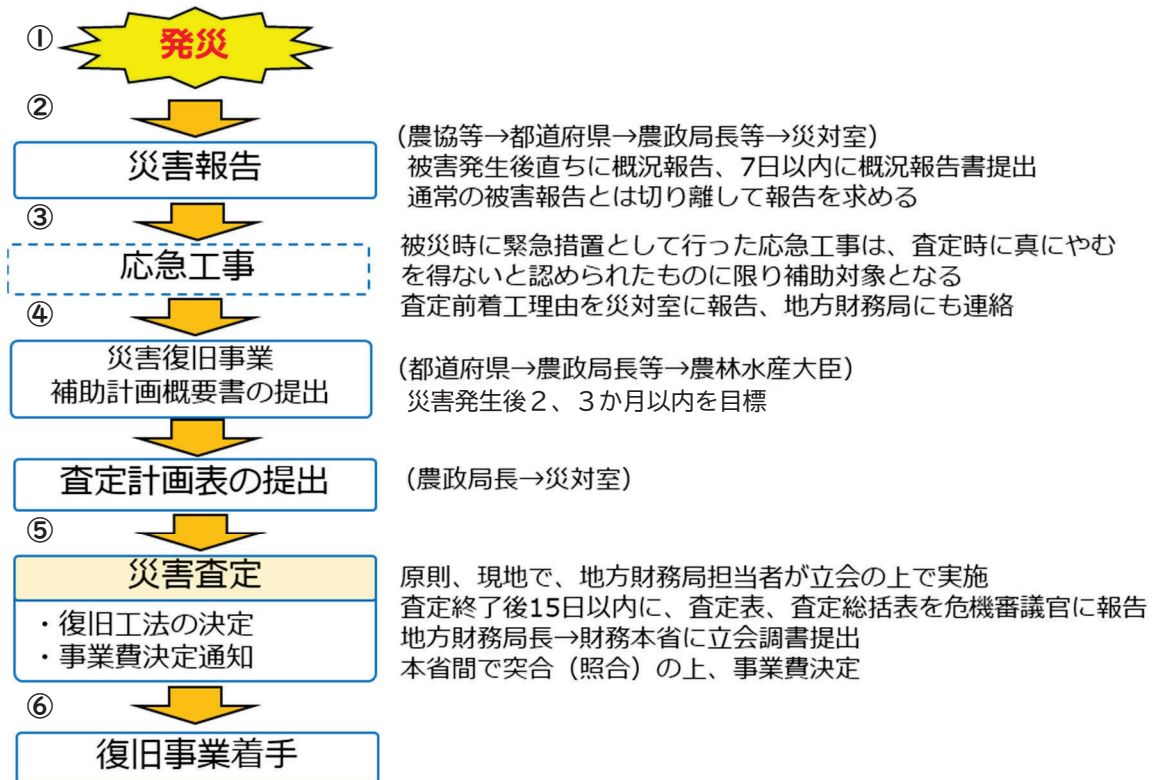 ①
発災
②
災害報告
(農協等→都道府県→農政局長等→災対室)
被害発生後直ちに概況報告、7日以内に概況報告書提出
通常の被害報告とは切り離して報告を求める
③
応急工事
被災時に緊急措置として行った応急工事は、査定時に真にやむ
を得ないと認められたものに限り補助対象となる
査定前着工理由を災対室に報告、地方財務局にも連絡
④
災害復旧事業
補助計画概要書の提出
(都道府県→農政局長等→農林水産大臣)
災害発生後２、３か月以内を目標
査定計画表の提出
(農政局長→災対室)
⑤
災害査定
・復旧工法の決定
・事業費決定通知
原則、現地で、地方財務局担当者が立会の上で実施
査定終了後15日以内に、査定表、査定総括表を危機審議官に報告
地方財務局長→財務本省に立会調書提出
本省間で突合（照合）の上、事業費決定
⑥
復旧事業着手